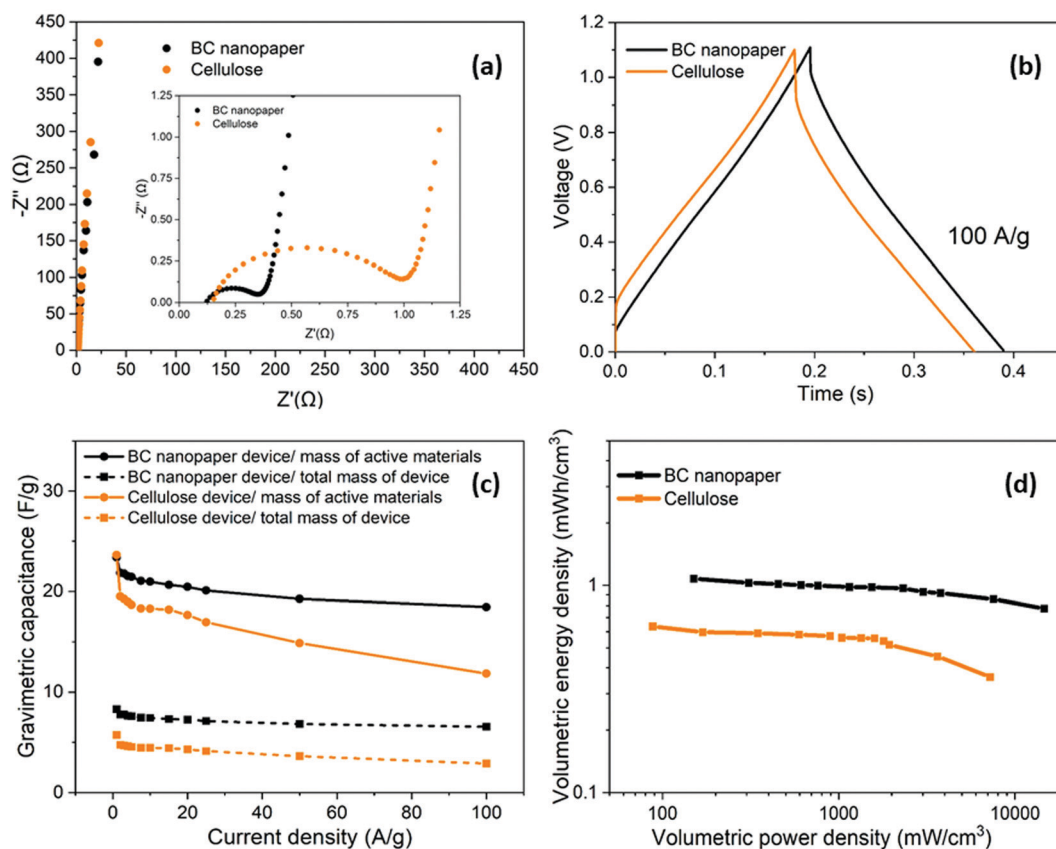 450
400
350
300
250
200
150
100
50
0
-Z'' (Ω)
BC nanopaper
Cellulose
(a)
1.25
1.00
0.75
0.50
0.25
0.00
-Z'' (Ω)
BC nanopaper
Cellulose
0.00 0.25 0.50 0.75 1.00 1.25
Z'(Ω)
0 50 100 150 200 250 300 350 400 450
Z'(Ω)
1.2
1.0
0.8
0.6
0.4
0.2
0.0
Voltage (V)
BC nanopaper
Cellulose
(b)
100 A/g
0.0 0.1 0.2 0.3 0.4
Time (s)
30
20
10
0
Gravimetric capacitance (F/g)
BC nanopaper device/ mass of active materials
BC nanopaper device/ total mass of device
Cellulose device/ mass of active materials
Cellulose device/ total mass of device
(c)
0 20 40 60 80 100
Current density (A/g)
1
0.1
Volumetric energy density (mWh/cm³)
BC nanopaper
Cellulose
(d)
100 1000 10000
Volumetric power density (mW/cm³)